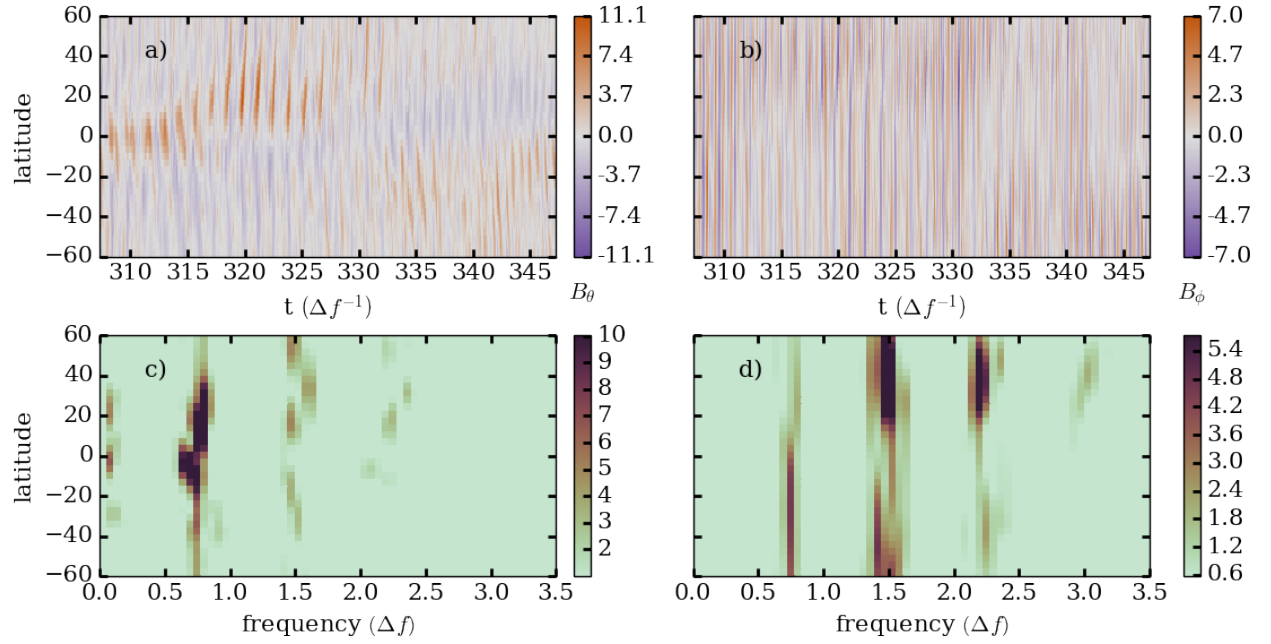 a)
latitude
60
40
20
0
−20
−40
−60
310 315 320 325 330 335 340 345
t (Δf⁻¹)
11.1
7.4
3.7
0.0
-3.7
-7.4
-11.1
B_θ
b)
310 315 320 325 330 335 340 345
t (Δf⁻¹)
7.0
4.7
2.3
0.0
-2.3
-4.7
-7.0
B_ϕ
c)
latitude
60
40
20
0
−20
−40
−60
0.0 0.5 1.0 1.5 2.0 2.5 3.0 3.5
frequency (Δf)
10
9
8
7
6
5
4
3
2
d)
0.0 0.5 1.0 1.5 2.0 2.5 3.0 3.5
frequency (Δf)
5.4
4.8
4.2
3.6
3.0
2.4
1.8
1.2
0.6